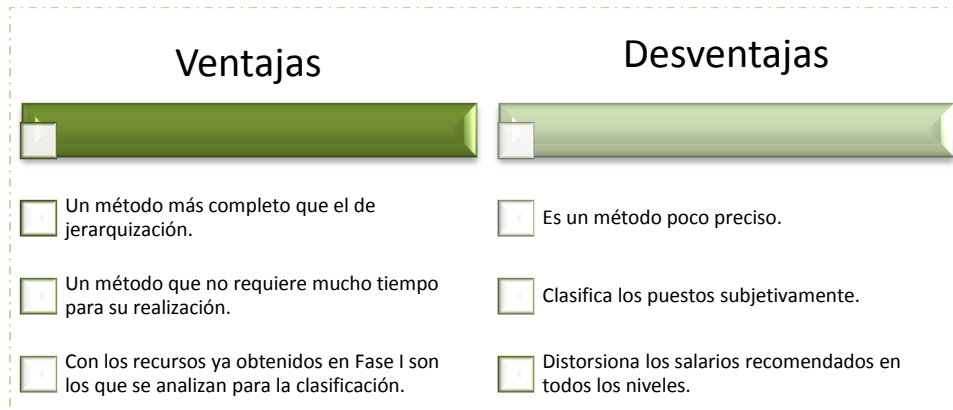 Ventajas
Un método más completo que el de
jerarquización.
Un método que no requiere mucho tiempo
para su realización.
Con los recursos ya obtenidos en Fase I son
los que se analizan para la clasificación.
Desventajas
Es un método poco preciso.
Clasifica los puestos subjetivamente.
Distorsiona los salarios recomendados en
todos los niveles.